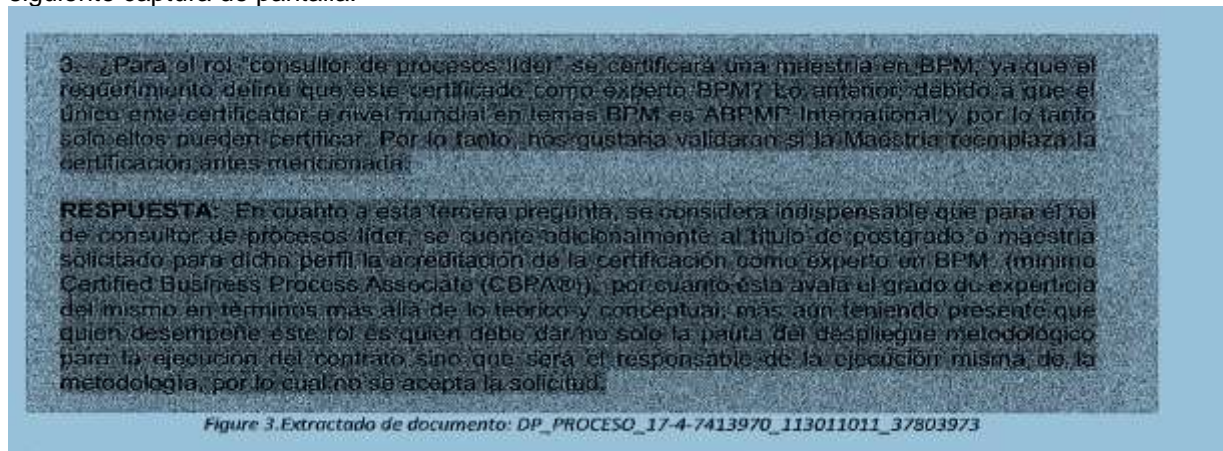 siguiente captura de pantalla:
3. ¿Para el rol "consultor de procesos líder" se certificara una maestria en BPM, ya que el
requerimiento define que este certificado como experto BPM? Lo anterior, debido a que el
único ente certificador a nivel mundial en temas BPM es ABPMP International y por lo tanto
solo ellos pueden certificar. Por lo tanto, nos gustaría validaran si la Maestría reemplaza la
certificación antes mencionada.
RESPUESTA: En cuanto a esta tercera pregunta, se considera indispensable que para el rol
de consultor de procesos líder, se cuente adicionalmente al título de postgrado o maestría
solicitado para dicho perfil la acreditación de la certificación como experto en BPM (mínimo
Certified Business Process Associate (CBPA®)), por cuanto ésta avala el grado de experticia
del mismo en términos más allá de lo teórico y conceptual, más aún teniendo presente que
quien desempeñe este rol es quien debe dar no solo la pauta del despliegue metodológico
para la ejecución del contrato sino que será el responsable de la ejecución misma de la
metodología, por lo cual no se acepta la solicitud.
Figure 3.Extractado de documento: DP_PROCESO_17-4-7413970_113011011_37803973